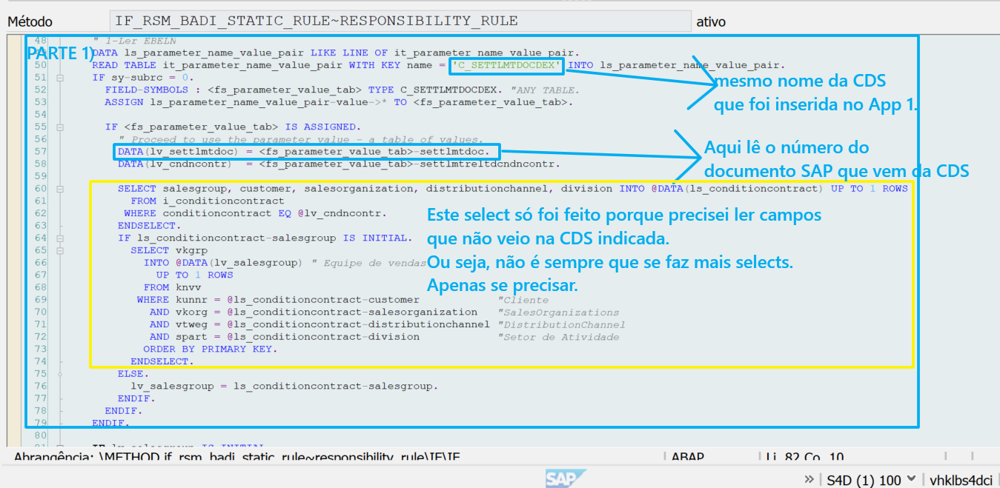 Método IF_RSM_BADI_STATIC_RULE~RESPONSIBILITY_RULE ativo
48 " 1-Ler EBELN
PARTE 1)
DATA ls_parameter_name_value_pair LIKE LINE OF it_parameter_name_value_pair.
50 READ TABLE it_parameter_name_value_pair WITH KEY name = 'C_SETTLMTDOCDEX' INTO ls_parameter_name_value_pair.
51 IF sy-subrc = 0.
52 FIELD-SYMBOLS : <fs_parameter_value_tab> TYPE C_SETTLMTDOCDEX. "ANY TABLE.
53 ASSIGN ls_parameter_name_value_pair-value->* TO <fs_parameter_value_tab>.
mesmo nome da CDS
que foi inserida no App 1.
54
55 IF <fs_parameter_value_tab> IS ASSIGNED.
56 " Proceed to use the parameter value - a table of values.
57 DATA(lv_settlmtdoc) = <fs_parameter_value_tab>-settlmtdoc.
58 DATA(lv_cndncontr) = <fs_parameter_value_tab>-settlmtreltdcndncontr.
Aqui lê o número do
documento SAP que vem da CDS
59
60 SELECT salesgroup, customer, salesorganization, distributionchannel, division INTO @DATA(ls_conditioncontract) UP TO 1 ROWS
61 FROM i_conditioncontract
62 WHERE conditioncontract EQ @lv_cndncontr.
63 ENDSELECT.
64 IF ls_conditioncontract-salesgroup IS INITIAL.
65 SELECT vkgrp
66 INTO @DATA(lv_salesgroup) " Equipe de vendas
67 UP TO 1 ROWS
68 FROM knvv
Este select só foi feito porque precisei ler campos
que não veio na CDS indicada.
Ou seja, não é sempre que se faz mais selects.
Apenas se precisar.
69 WHERE kunnr = @ls_conditioncontract-customer "Cliente
70 AND vkorg = @ls_conditioncontract-salesorganization "SalesOrganizations
71 AND vtweg = @ls_conditioncontract-distributionchannel "DistributionChannel
72 AND spart = @ls_conditioncontract-division "Setor de Atividade
73 ORDER BY PRIMARY KEY.
74 ENDSELECT.
75 ELSE.
76 lv_salesgroup = ls_conditioncontract-salesgroup.
77 ENDIF.
78 ENDIF.
79 ENDIF.
80
Abrangência: \METHOD if_rsm_badi_static_rule~responsibility_rule\IF\IF ABAP Li 82 Co 10
SAP S4D (1) 100 vhklbs4dci